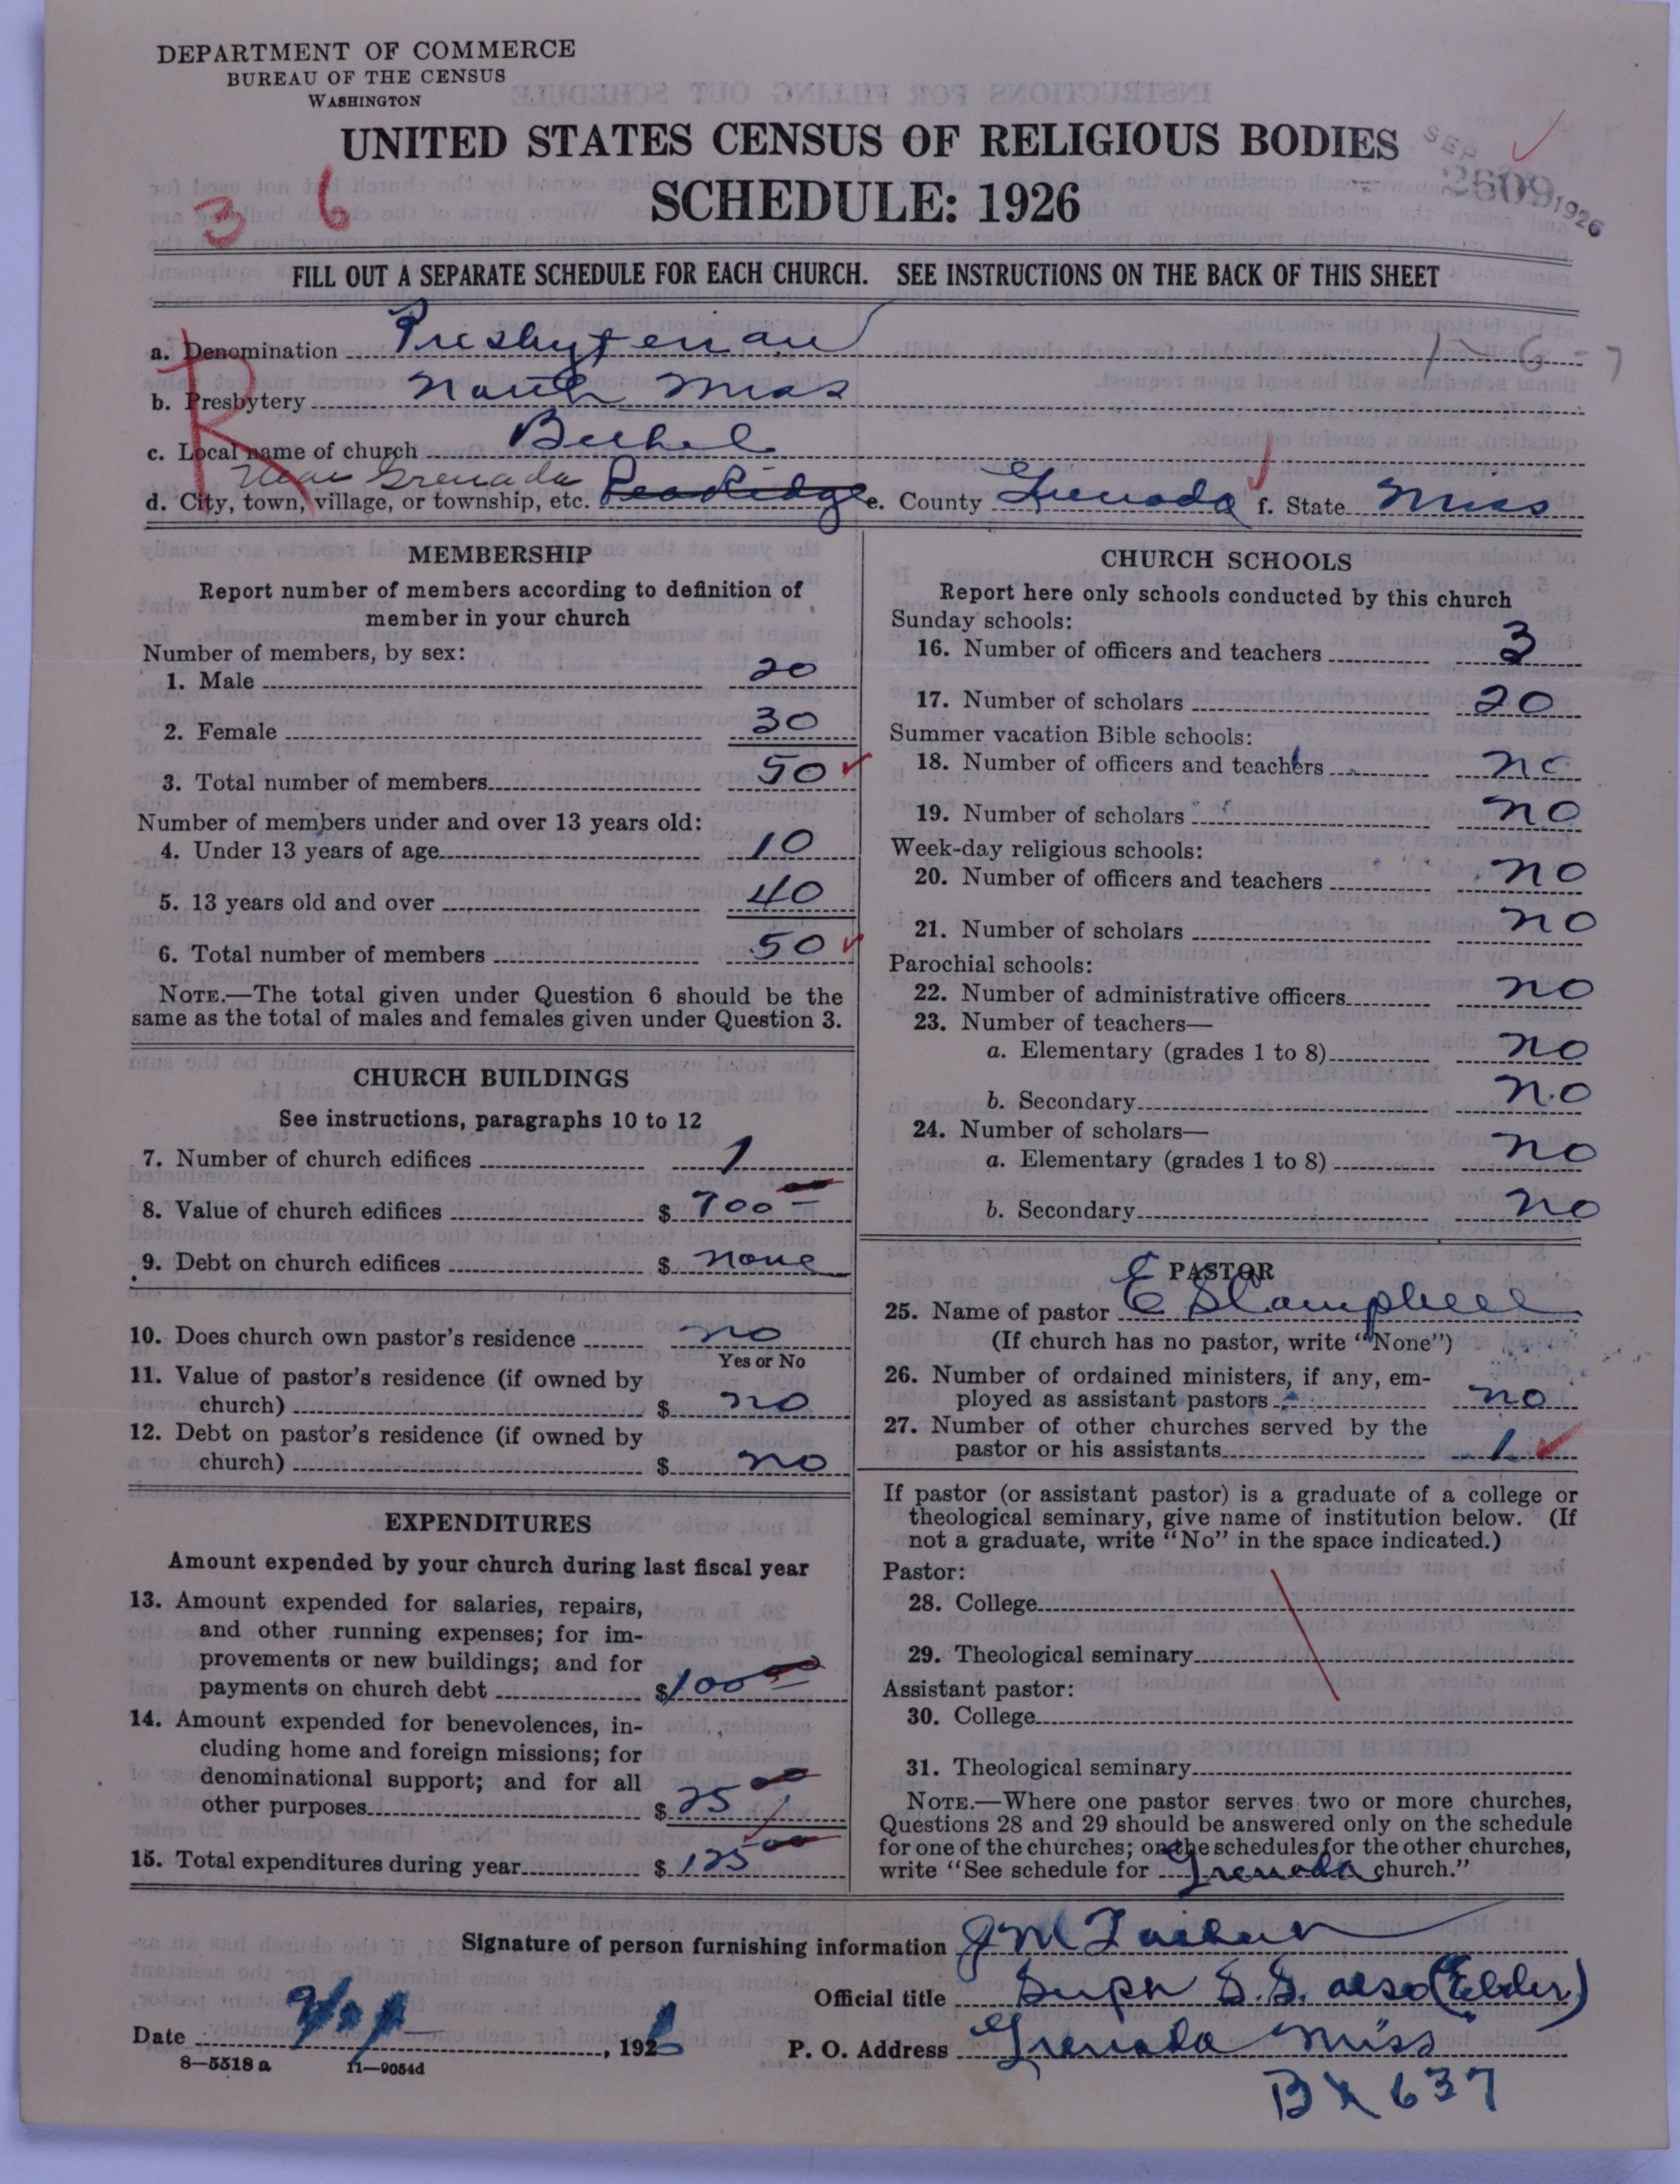 DEPARTMENT OF COMMERCE
BUREAU OF THE CENSUS
WASHINGTON
UNITED STATES CENSUS OF RELIGIOUS BODIES
SCHEDULE: 1926
3 6
SEP 2609 1926
FILL OUT A SEPARATE SCHEDULE FOR EACH CHURCH. SEE INSTRUCTIONS ON THE BACK OF THIS SHEET
a. Denomination Presbyterian
b. Presbytery North Miss
c. Local name of church Bethel
Near Grenada
d. City, town, village, or township, etc. Pea Ridge e. County Grenada f. State Miss
R
MEMBERSHIP
Report number of members according to definition of
member in your church
Number of members, by sex:
1. Male 20
2. Female 30
3. Total number of members 50
Number of members under and over 13 years old:
4. Under 13 years of age 10
5. 13 years old and over 40
6. Total number of members 50
NOTE.—The total given under Question 6 should be the
same as the total of males and females given under Question 3.
CHURCH BUILDINGS
See instructions, paragraphs 10 to 12
7. Number of church edifices 1
8. Value of church edifices $ 700 00
9. Debt on church edifices $ none
10. Does church own pastor's residence no
Yes or No
11. Value of pastor's residence (if owned by
church) $ no
12. Debt on pastor's residence (if owned by
church) $ no
EXPENDITURES
Amount expended by your church during last fiscal year
13. Amount expended for salaries, repairs,
and other running expenses; for im-
provements or new buildings; and for
payments on church debt $ 100 00
14. Amount expended for benevolences, in-
cluding home and foreign missions; for
denominational support; and for all
other purposes $ 25 00
15. Total expenditures during year $ 125 00
CHURCH SCHOOLS
Report here only schools conducted by this church
Sunday schools:
16. Number of officers and teachers 3
17. Number of scholars 20
Summer vacation Bible schools:
18. Number of officers and teachers no
19. Number of scholars no
Week-day religious schools:
20. Number of officers and teachers no
21. Number of scholars no
Parochial schools:
22. Number of administrative officers no
23. Number of teachers—
a. Elementary (grades 1 to 8) no
b. Secondary no
24. Number of scholars—
a. Elementary (grades 1 to 8) no
b. Secondary no
PASTOR
25. Name of pastor E S Campbell
(If church has no pastor, write "None")
26. Number of ordained ministers, if any, em-
ployed as assistant pastors no
27. Number of other churches served by the
pastor or his assistants 1
If pastor (or assistant pastor) is a graduate of a college or
theological seminary, give name of institution below. (If
not a graduate, write "No" in the space indicated.)
Pastor:
28. College
29. Theological seminary
Assistant pastor:
30. College
31. Theological seminary
NOTE.—Where one pastor serves two or more churches,
Questions 28 and 29 should be answered only on the schedule
for one of the churches; on the schedules for the other churches,
write "See schedule for Grenada church."
Signature of person furnishing information J M
Official title Supn S. S. also (Elder)
Date , 1926
P. O. Address Grenada Miss
8—5518 a 11—9054d
BX 637